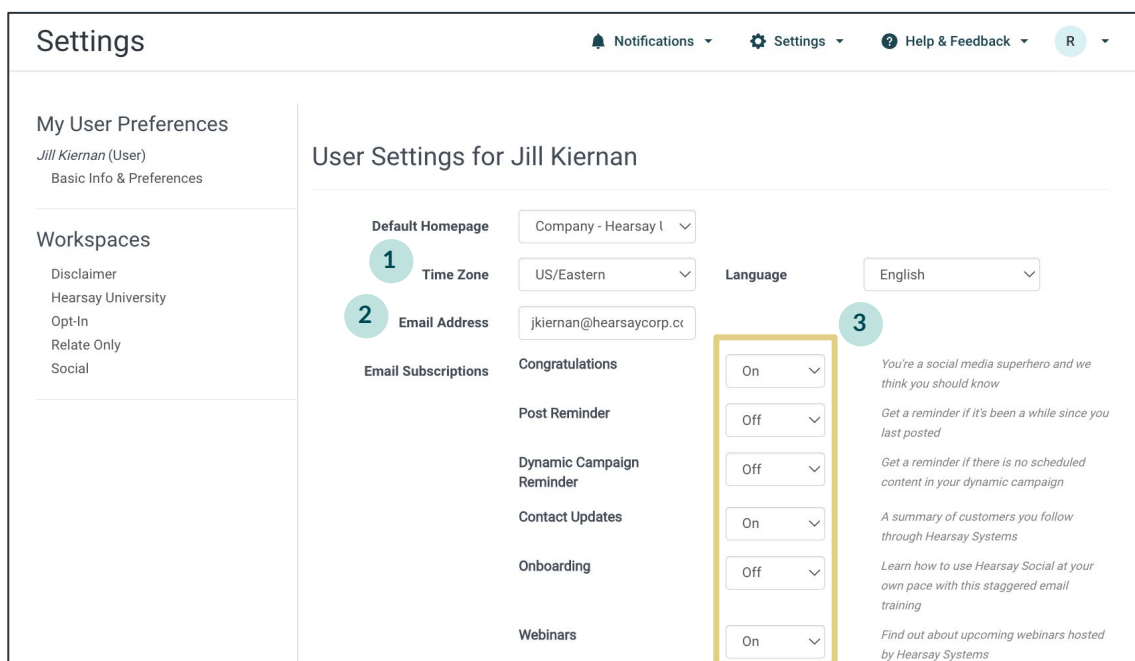 Settings
Notifications
Settings
Help & Feedback
R
My User Preferences
Jill Kiernan (User)
Basic Info & Preferences
Workspaces
Disclaimer
Hearsay University
Opt-In
Relate Only
Social
User Settings for Jill Kiernan
Default Homepage
Company - Hearsay U
1
Time Zone
US/Eastern
Language
English
2
Email Address
jkiernan@hearsaycorp.co
3
Email Subscriptions
Congratulations
On
You're a social media superhero and we
think you should know
Post Reminder
Off
Get a reminder if it's been a while since you
last posted
Dynamic Campaign
Reminder
Off
Get a reminder if there is no scheduled
content in your dynamic campaign
Contact Updates
On
A summary of customers you follow
through Hearsay Systems
Onboarding
Off
Learn how to use Hearsay Social at your
own pace with this staggered email
training
Webinars
On
Find out about upcoming webinars hosted
by Hearsay Systems